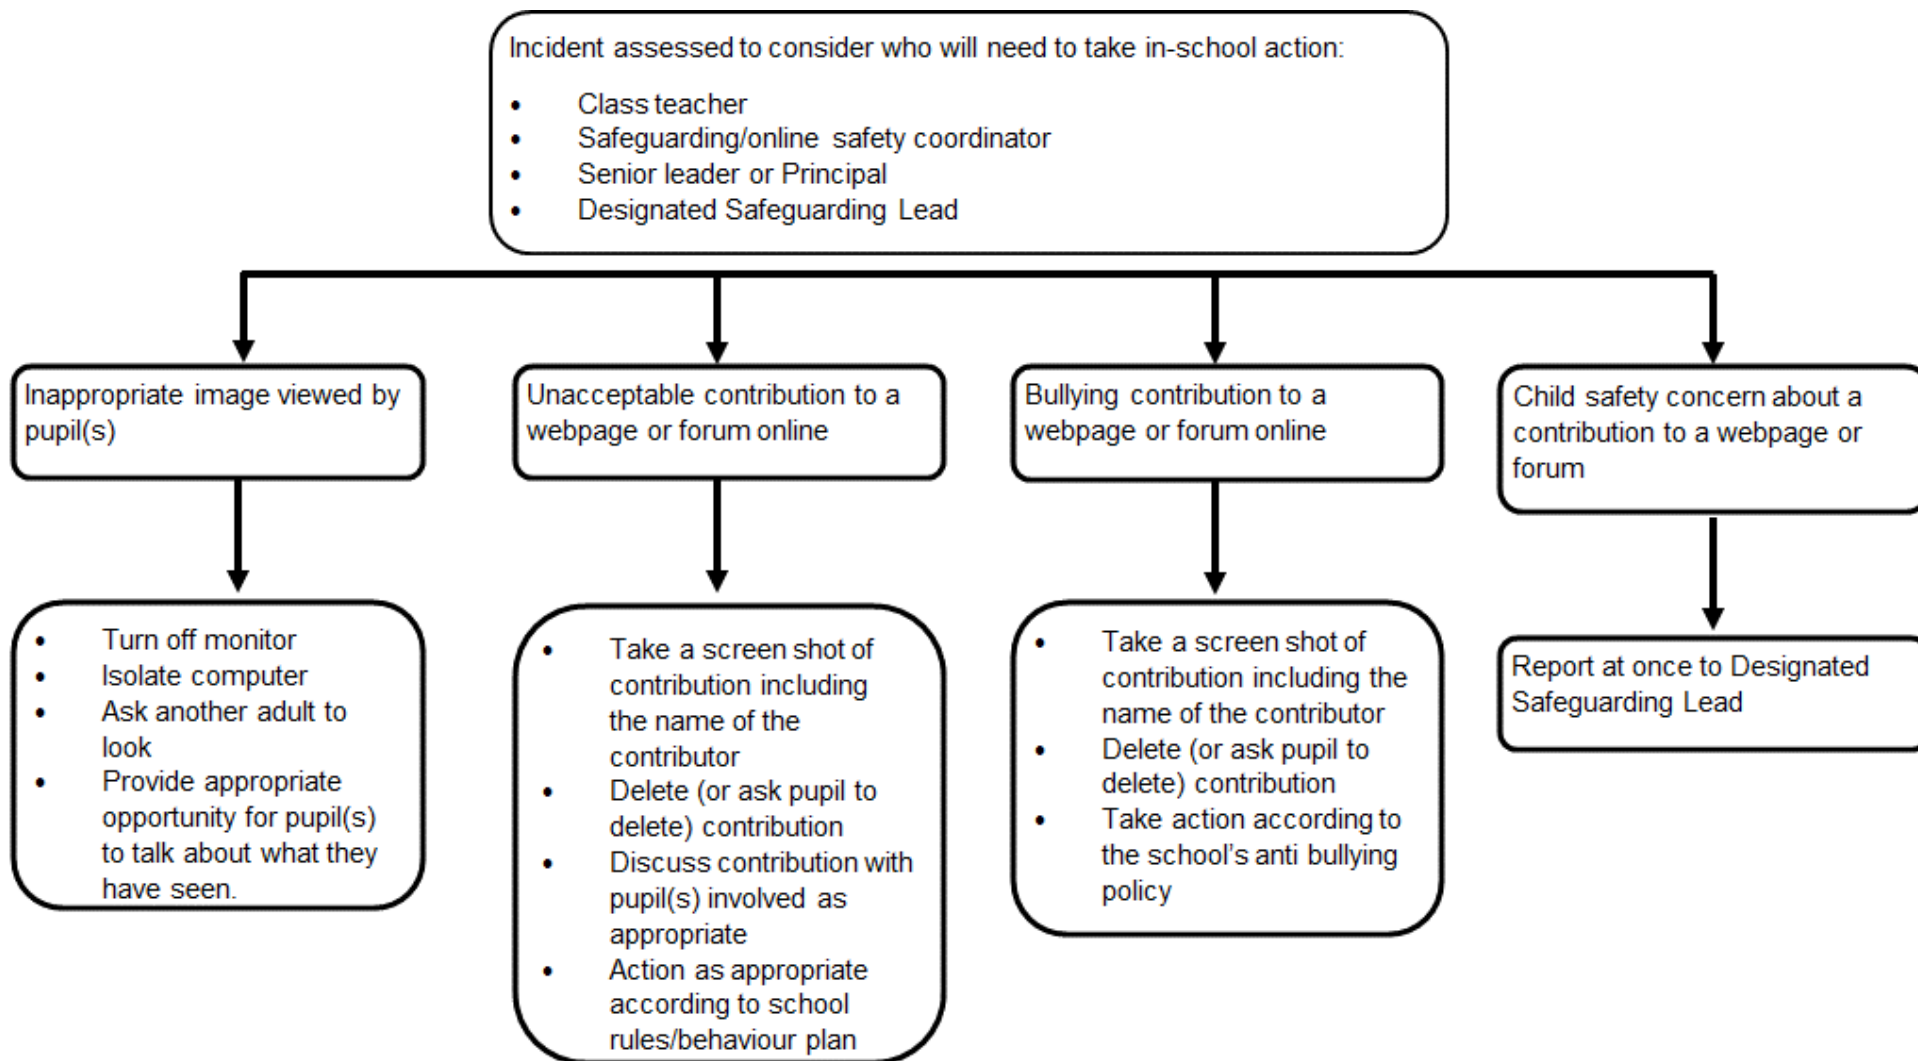 Incident assessed to consider who will need to take in-school action:
• Class teacher
• Safeguarding/online safety coordinator
• Senior leader or Principal
• Designated Safeguarding Lead
Inappropriate image viewed by
pupil(s)
Unacceptable contribution to a
webpage or forum online
Bullying contribution to a
webpage or forum online
Child safety concern about a
contribution to a webpage or
forum
• Turn off monitor
• Isolate computer
• Ask another adult to
look
• Provide appropriate
opportunity for pupil(s)
to talk about what they
have seen.
• Take a screen shot of
contribution including
the name of the
contributor
• Delete (or ask pupil to
delete) contribution
• Discuss contribution with
pupil(s) involved as
appropriate
• Action as appropriate
according to school
rules/behaviour plan
• Take a screen shot of
contribution including the
name of the contributor
• Delete (or ask pupil to
delete) contribution
• Take action according to
the school’s anti bullying
policy
Report at once to Designated
Safeguarding Lead